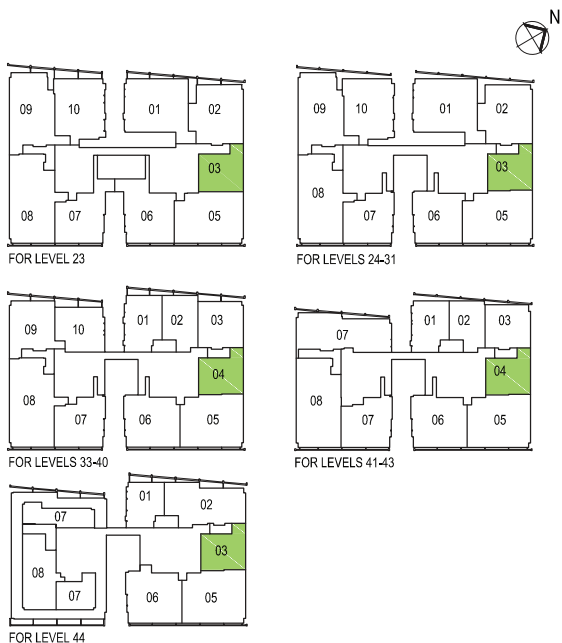 N
09 10 01 02
03
08 07 06 05
FOR LEVEL 23
09 10 01 02
03
08 07 06 05
FOR LEVELS 24-31
09 10 01 02 03
04
08 07 06 05
FOR LEVELS 33-40
07 01 02 03
04
08 07 06 05
FOR LEVELS 41-43
07 01 02
03
08 07 06 05
FOR LEVEL 44